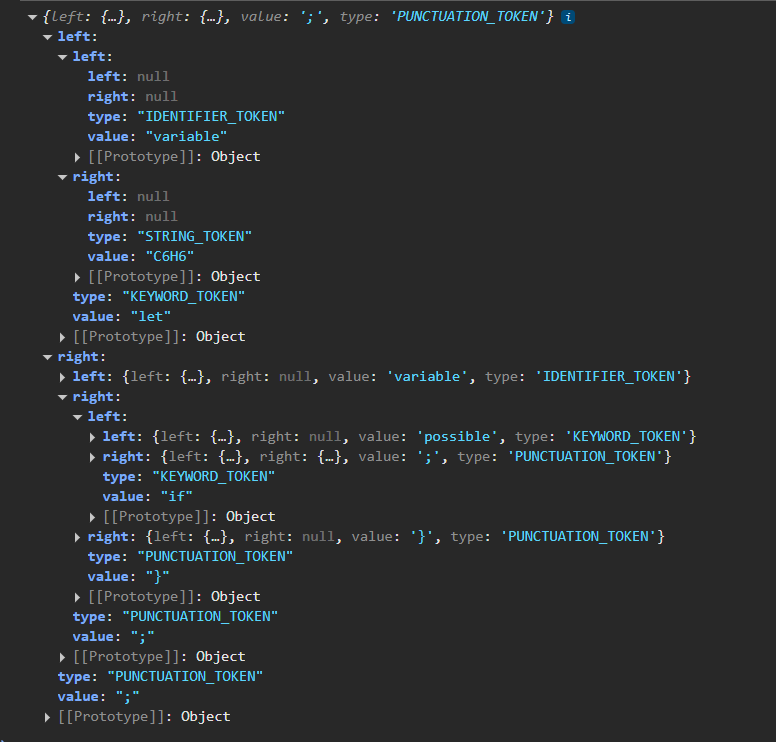 {left: {…}, right: {…}, value: ';', type: 'PUNCTUATION_TOKEN'} i
left:
left:
left: null
right: null
type: "IDENTIFIER_TOKEN"
value: "variable"
[[Prototype]]: Object
right:
left: null
right: null
type: "STRING_TOKEN"
value: "C6H6"
[[Prototype]]: Object
type: "KEYWORD_TOKEN"
value: "let"
[[Prototype]]: Object
right:
left: {left: {…}, right: null, value: 'variable', type: 'IDENTIFIER_TOKEN'}
right:
left:
left: {left: {…}, right: null, value: 'possible', type: 'KEYWORD_TOKEN'}
right: {left: {…}, right: {…}, value: ';', type: 'PUNCTUATION_TOKEN'}
type: "KEYWORD_TOKEN"
value: "if"
[[Prototype]]: Object
right: {left: {…}, right: null, value: '}', type: 'PUNCTUATION_TOKEN'}
type: "PUNCTUATION_TOKEN"
value: "}"
[[Prototype]]: Object
type: "PUNCTUATION_TOKEN"
value: ";"
[[Prototype]]: Object
type: "PUNCTUATION_TOKEN"
value: ";"
[[Prototype]]: Object